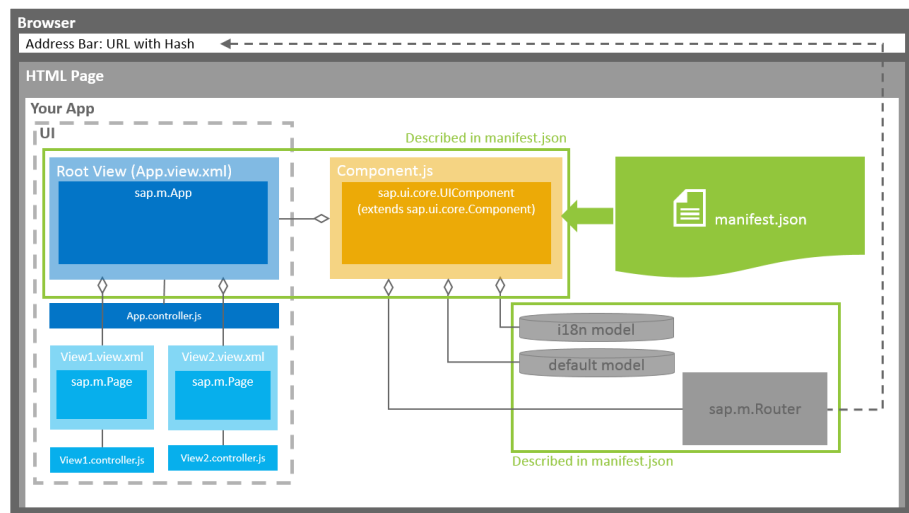 Browser
Address Bar: URL with Hash
HTML Page
Your App
UI
Described in manifest.json
Root View (App.view.xml)
sap.m.App
Component.js
sap.ui.core.UIComponent
(extends sap.ui.core.Component)
manifest.json
App.controller.js
i18n model
default model
View1.view.xml
sap.m.Page
View2.view.xml
sap.m.Page
sap.m.Router
View1.controller.js
View2.controller.js
Described in manifest.json